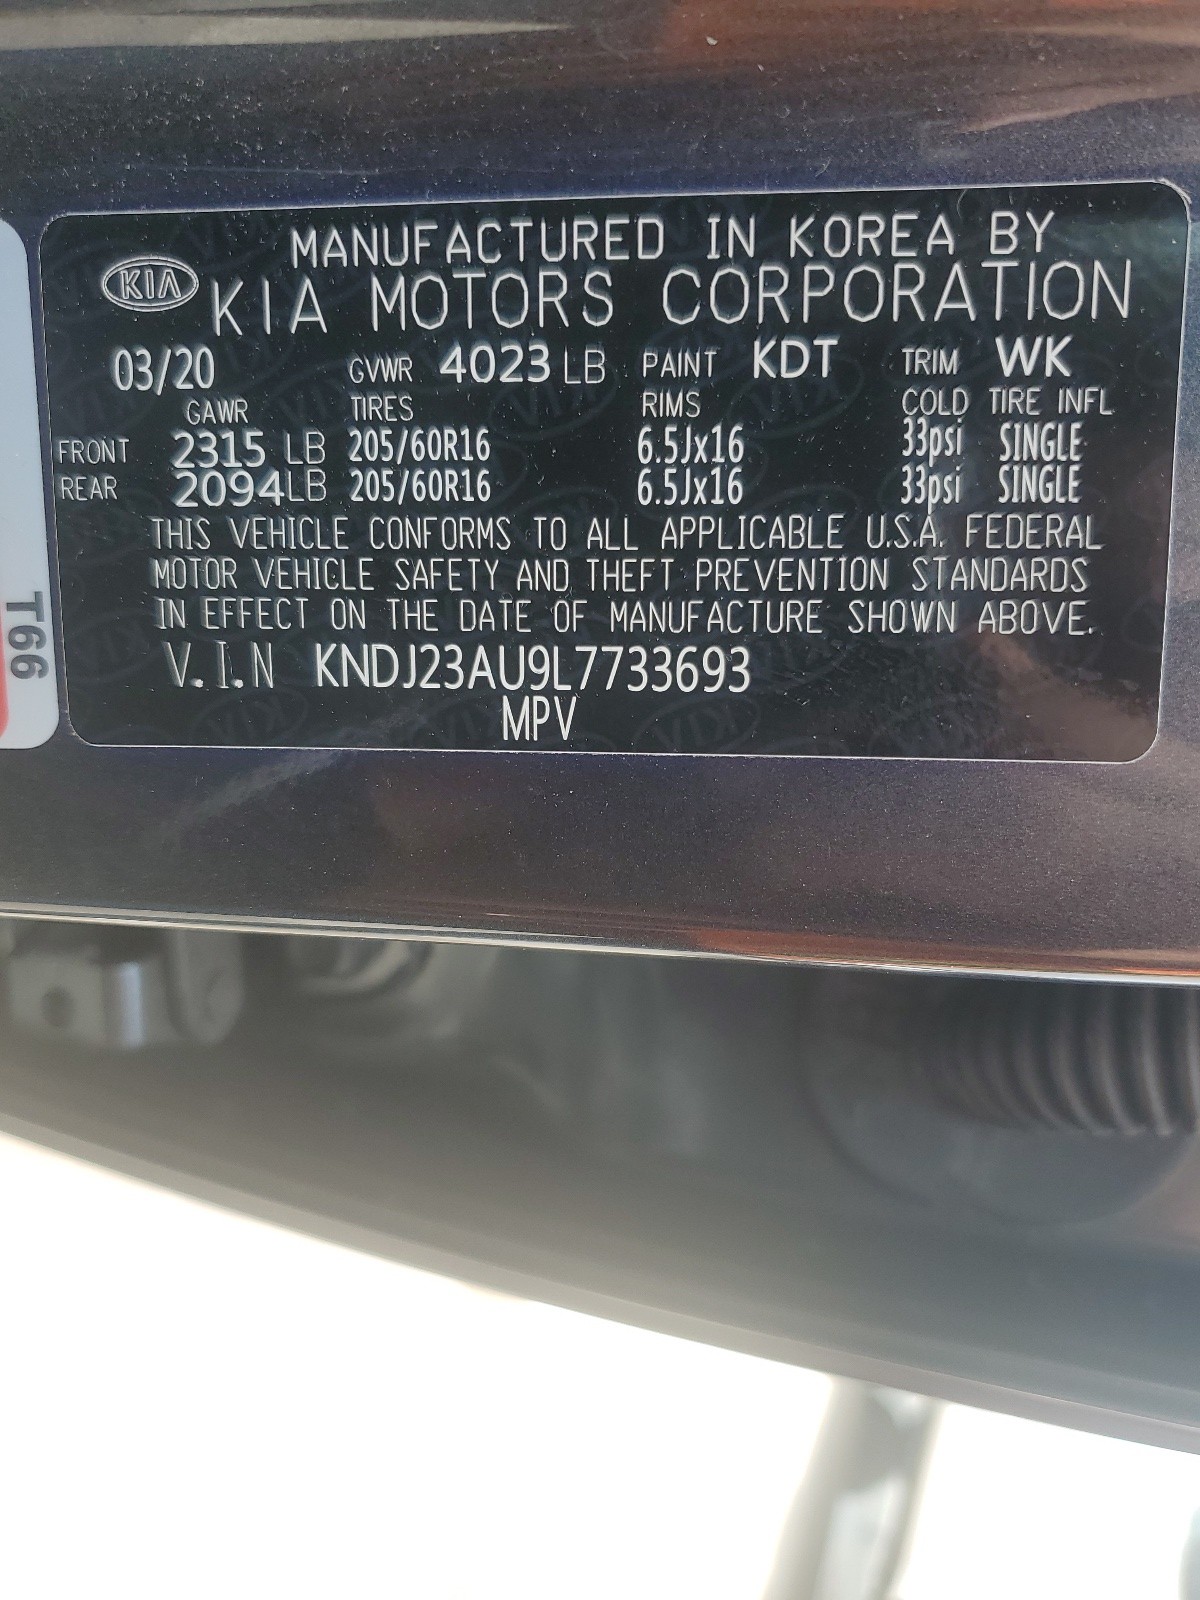 MANUFACTURED IN KOREA BY
KIA KIA MOTORS CORPORATION
03/20 GVWR 4023 LB PAINT KDT TRIM WK
GAWR TIRES RIMS COLD TIRE INFL
FRONT 2315 LB 205/60R16 6.5Jx16 33psi SINGLE
REAR 2094LB 205/60R16 6.5Jx16 33psi SINGLE
THIS VEHICLE CONFORMS TO ALL APPLICABLE U.S.A. FEDERAL
MOTOR VEHICLE SAFETY AND THEFT PREVENTION STANDARDS
IN EFFECT ON THE DATE OF MANUFACTURE SHOWN ABOVE.
V.I.N KNDJ23AU9L7733693
MPV
T66